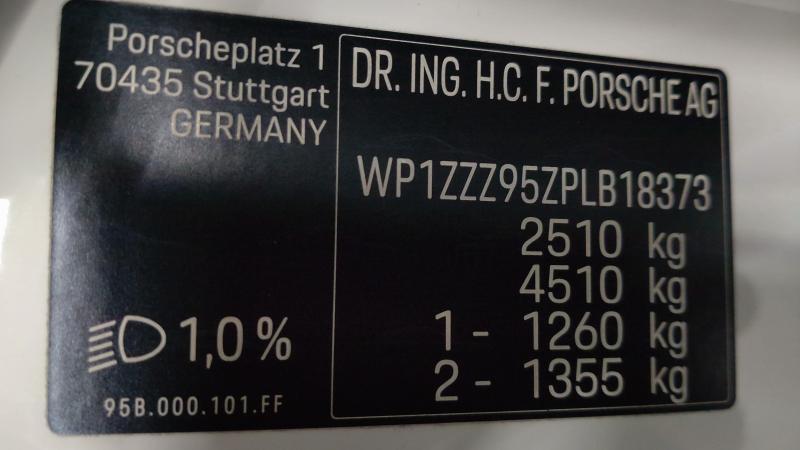 Porscheplatz 1
70435 Stuttgart
GERMANY
1,0 %
95B.000.101.FF
DR. ING. H.C. F. PORSCHE AG
WP1ZZZ95ZPLB18373
2510 kg
4510 kg
1 - 1260 kg
2 - 1355 kg